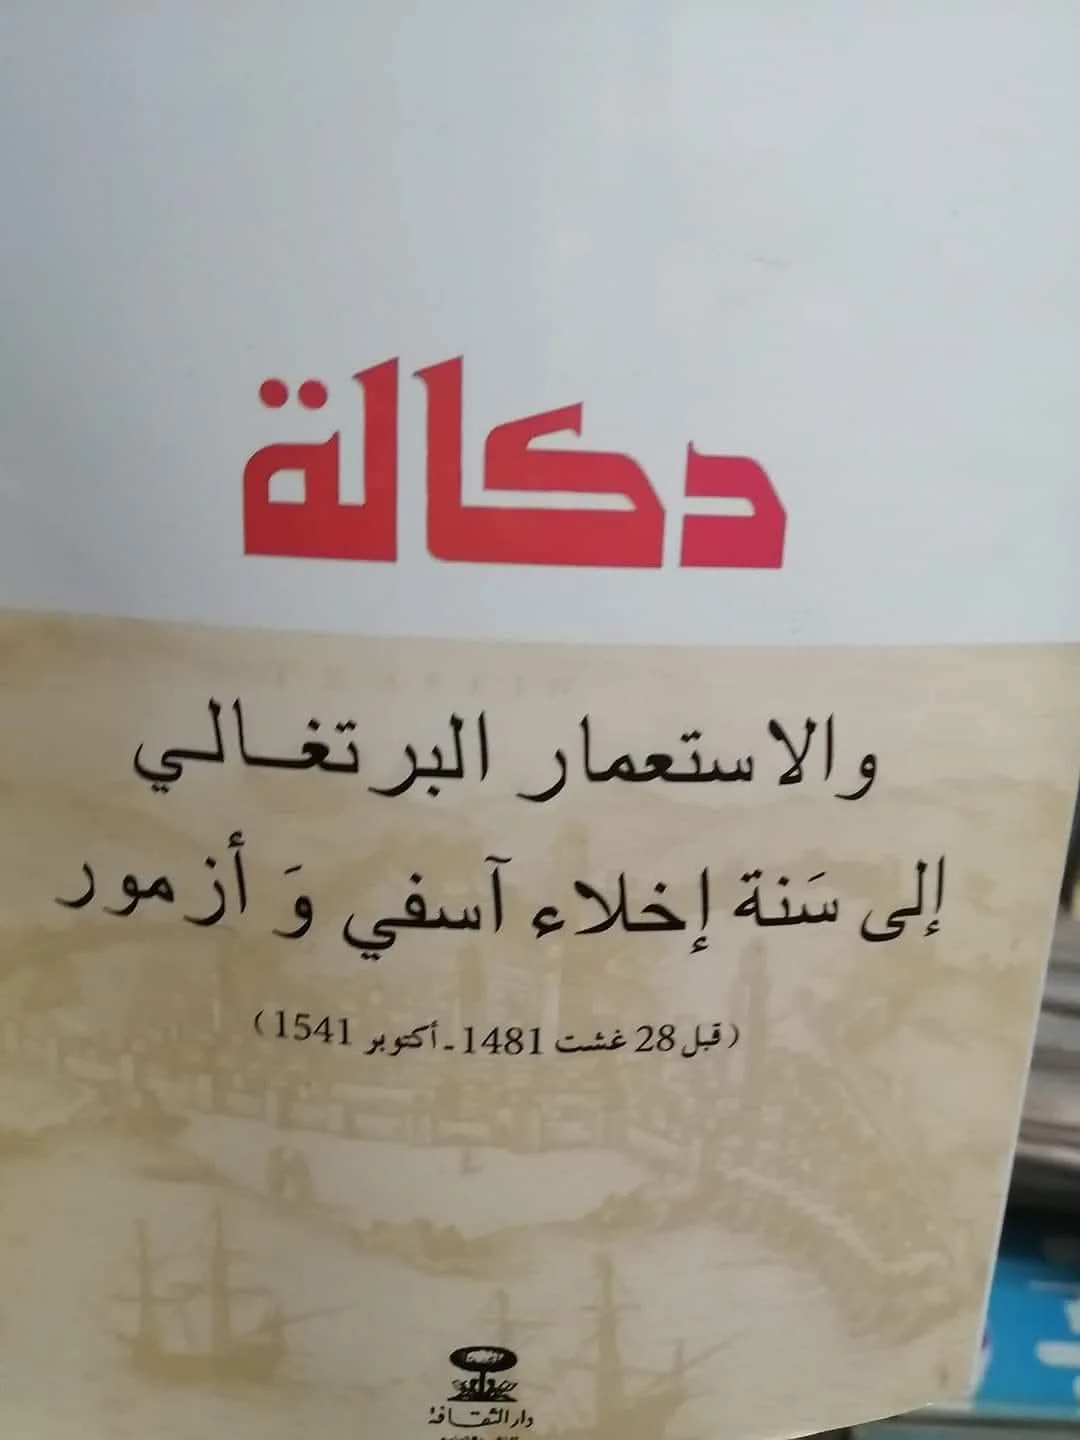 دكالة
والاستعمار البرتغالي
إلى سَنة إخلاء آسفي وَ أزمور
(قبل 28 غشت 1481 - أكتوبر 1541)
دار الثقافة